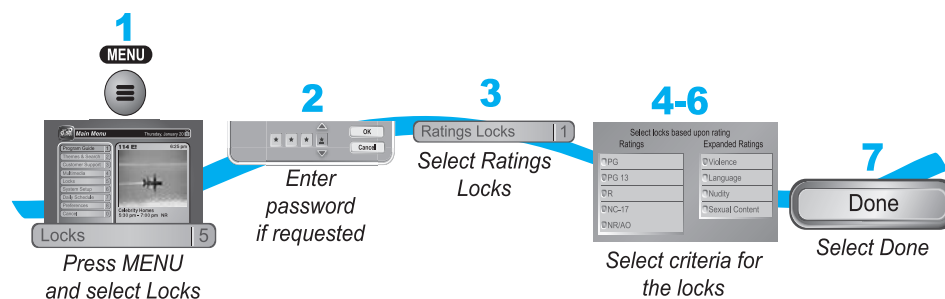 1
MENU
dish Main Menu Thursday, January 20
Program Guide
Themes & Search
Customer Support
Multimedia
Locks
System Setup
Daily Schedule
Preferences
Cancel
114
6:25 pm
Celebrity Homes
5:30 pm - 7:00 pm NR
Locks 5
Press MENU
and select Locks
2
* * *
OK
Cancel
Enter
password
if requested
3
Ratings Locks 1
Select Ratings
Locks
4-6
Select locks based upon rating
Ratings
PG
PG 13
R
NC-17
NR/AO
Expanded Ratings
Violence
Language
Nudity
Sexual Content
Select criteria for
the locks
7
Done
Select Done